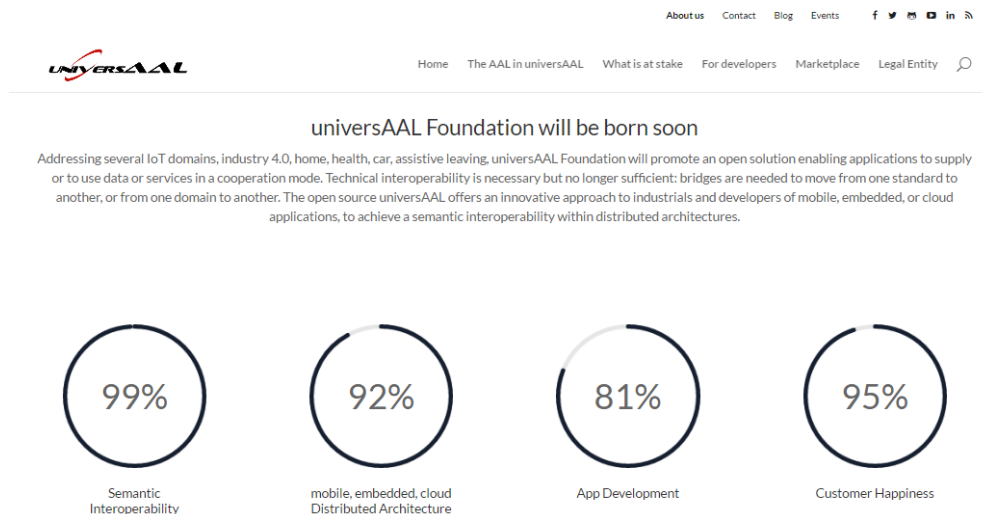 About us Contact Blog Events
UNIVERSAAL
Home The AAL in universAAL What is at stake For developers Marketplace Legal Entity
universAAL Foundation will be born soon
Addressing several IoT domains, industry 4.0, home, health, car, assistive leaving, universAAL Foundation will promote an open solution enabling applications to supply
or to use data or services in a cooperation mode. Technical interoperability is necessary but no longer sufficient: bridges are needed to move from one standard to
another, or from one domain to another. The open source universAAL offers an innovative approach to industrials and developers of mobile, embedded, or cloud
applications, to achieve a semantic interoperability within distributed architectures.
99% 92% 81% 95%
Semantic
Interoperability
mobile, embedded, cloud
Distributed Architecture
App Development
Customer Happiness